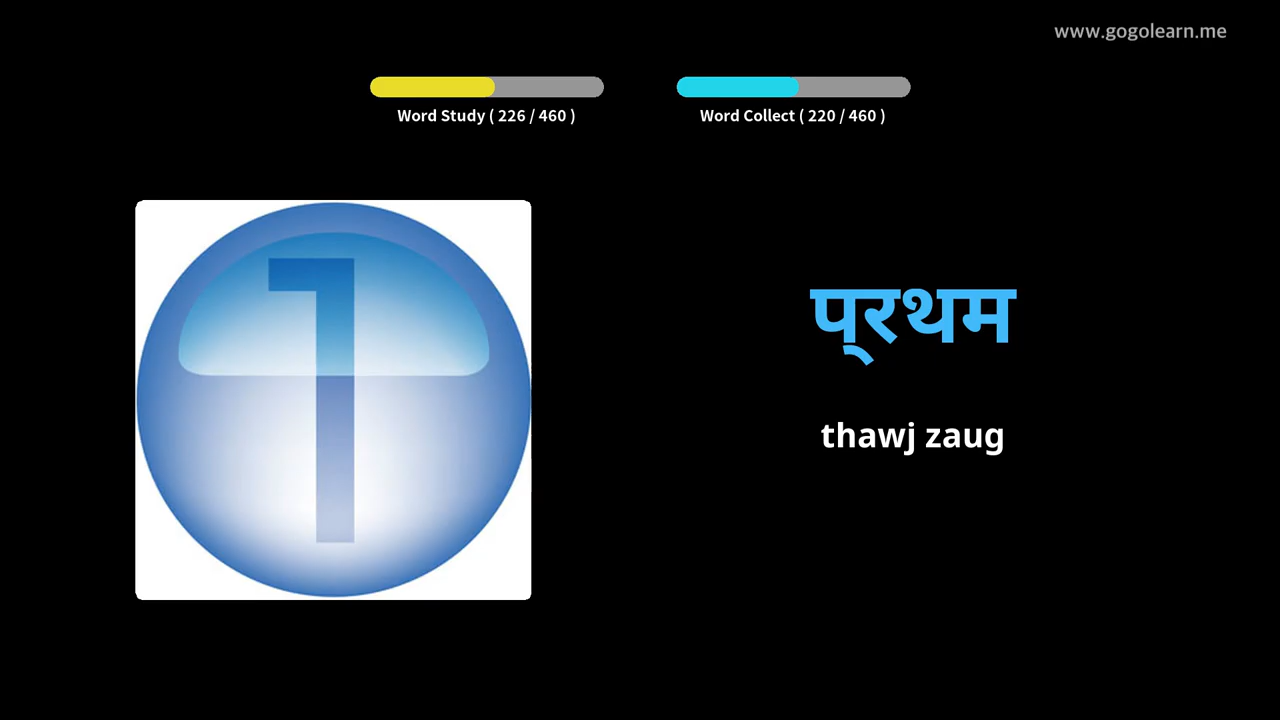 www.gogolearn.me
Word Study ( 226 / 460 )
Word Collect ( 220 / 460 )
1
प्रथम
thawj zaug